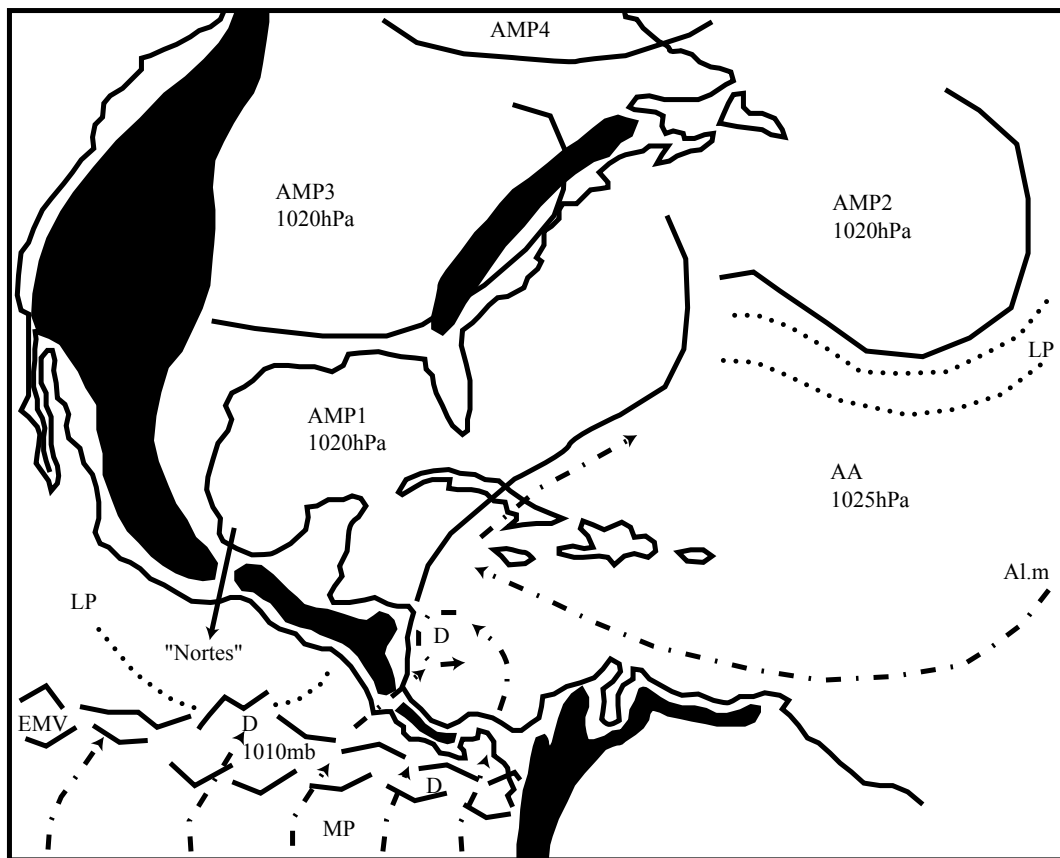 AMP4
AMP3
1020hPa
AMP2
1020hPa
LP
AMP1
1020hPa
AA
1025hPa
Al.m
LP
"Nortes"
D
EMV
D
1010mb
D
MP